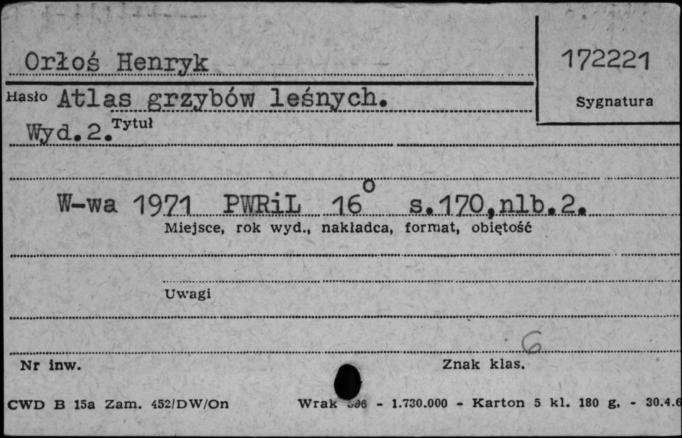 Orłoś Henryk
172221
Hasło Atlas grzybów leśnych.
Sygnatura
Wyd.2. Tytuł
W-wa 1971 PWRiL 16° s.170,nlb.2.
Miejsce, rok wyd., nakładca, format, objętość
Uwagi
6
Nr inw. Znak klas.
CWD B 15a Zam. 452/DW/On Wrak - 1.730.000 - Karton 5 kl. 180 g. - 30.4.6